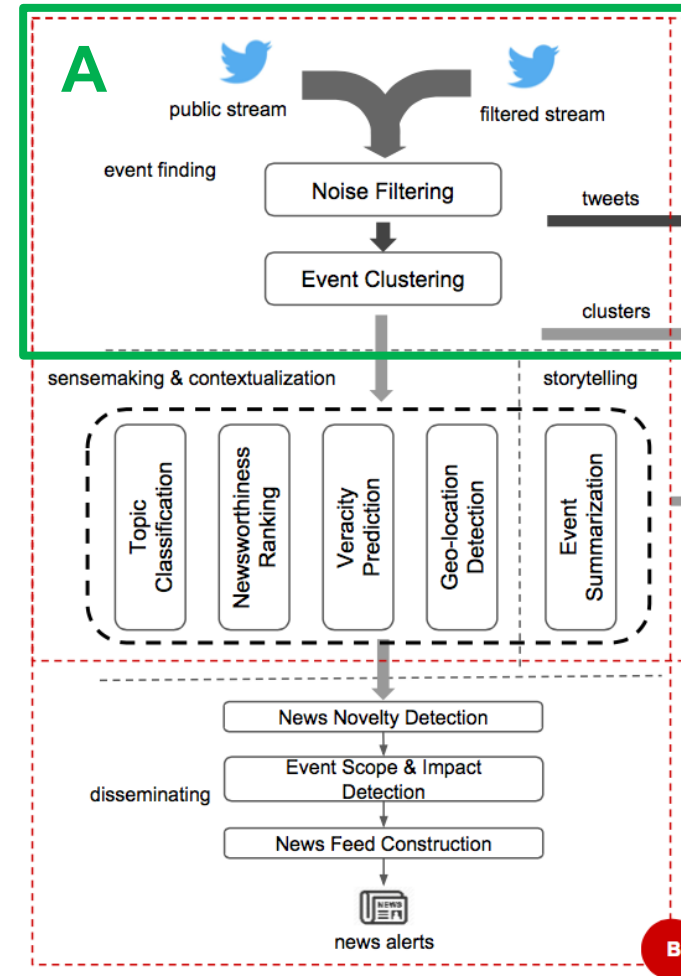 A
public stream
filtered stream
event finding
Noise Filtering
tweets
Event Clustering
clusters
sensemaking & contextualization
storytelling
Topic
Classification
Newsworthiness
Ranking
Veracity
Prediction
Geo-location
Detection
Event
Summarization
News Novelty Detection
Event Scope & Impact
Detection
disseminating
News Feed Construction
NEWS
news alerts
B